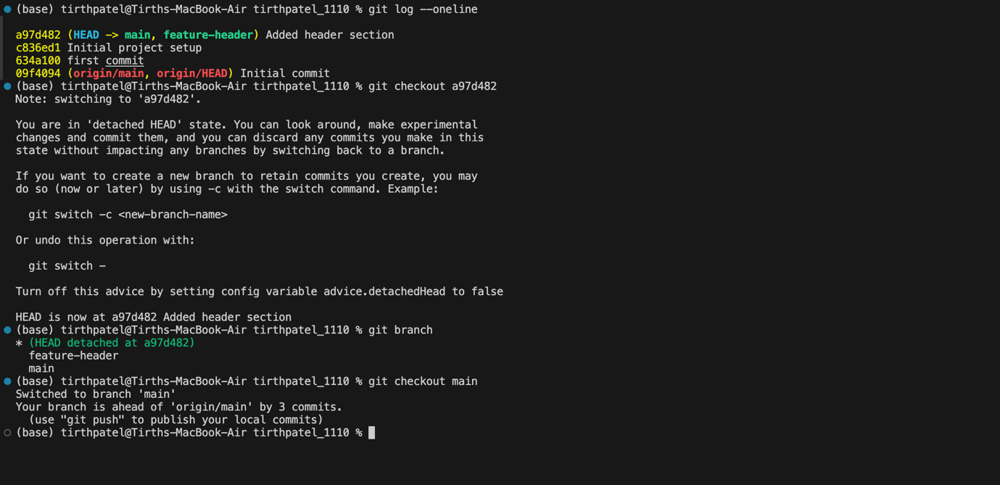 (base) tirthpatel@Tirths-MacBook-Air tirthpatel_1110 % git log --oneline
a97d482 (HEAD -> main, feature-header) Added header section
c836ed1 Initial project setup
634a100 first commit
09f4094 (origin/main, origin/HEAD) Initial commit
(base) tirthpatel@Tirths-MacBook-Air tirthpatel_1110 % git checkout a97d482
Note: switching to 'a97d482'.
You are in 'detached HEAD' state. You can look around, make experimental
changes and commit them, and you can discard any commits you make in this
state without impacting any branches by switching back to a branch.
If you want to create a new branch to retain commits you create, you may
do so (now or later) by using -c with the switch command. Example:
git switch -c <new-branch-name>
Or undo this operation with:
git switch -
Turn off this advice by setting config variable advice.detachedHead to false
HEAD is now at a97d482 Added header section
(base) tirthpatel@Tirths-MacBook-Air tirthpatel_1110 % git branch
* (HEAD detached at a97d482)
feature-header
main
(base) tirthpatel@Tirths-MacBook-Air tirthpatel_1110 % git checkout main
Switched to branch 'main'
Your branch is ahead of 'origin/main' by 3 commits.
(use "git push" to publish your local commits)
(base) tirthpatel@Tirths-MacBook-Air tirthpatel_1110 %